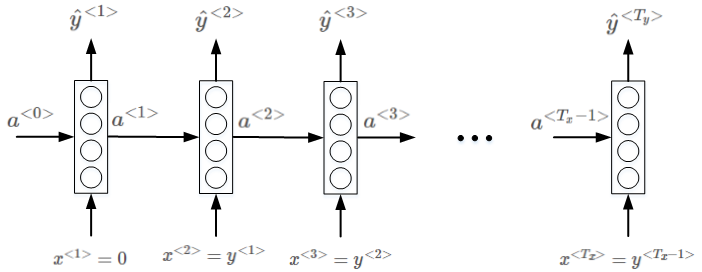 ŷ<1> ŷ<2> ŷ<3> ŷ<Ty>
a<0> a<1> a<2> a<3> ... a<Tx−1>
x<1> = 0 x<2> = y<1> x<3> = y<2> x<Tx> = y<Tx−1>